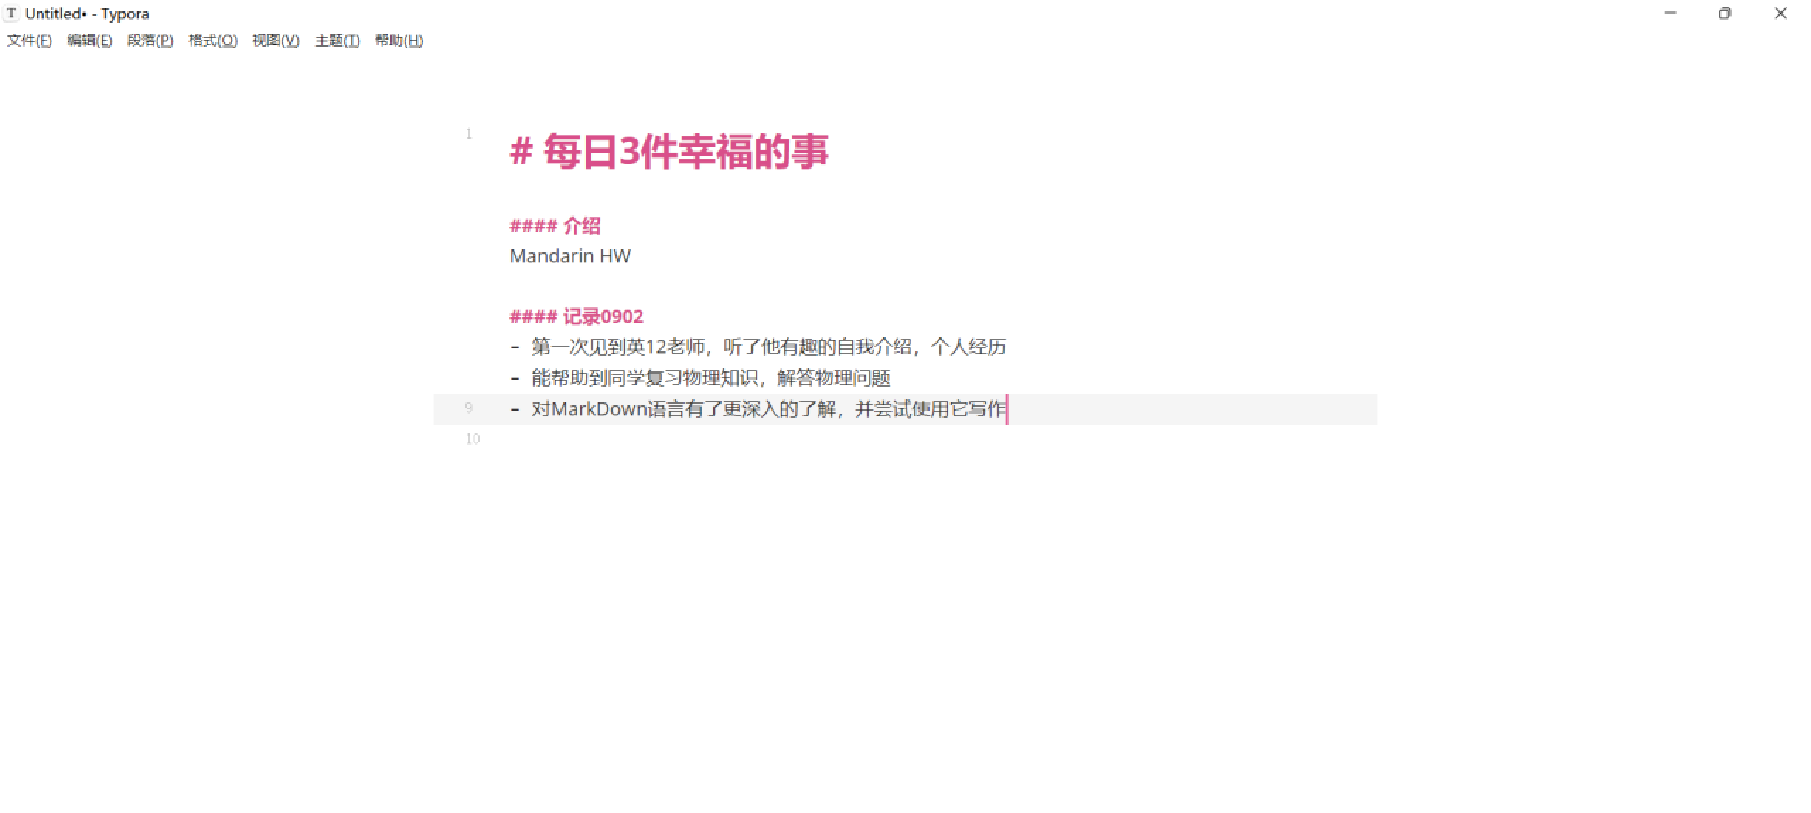 Untitled• - Typora
文件(F) 编辑(E) 段落(P) 格式(O) 视图(V) 主题(T) 帮助(H)
1
# 每日3件幸福的事
#### 介绍
Mandarin HW
#### 记录0902
- 第一次见到英12老师，听了他有趣的自我介绍，个人经历
- 能帮助到同学复习物理知识，解答物理问题
9 - 对MarkDown语言有了更深入的了解，并尝试使用它写作
10